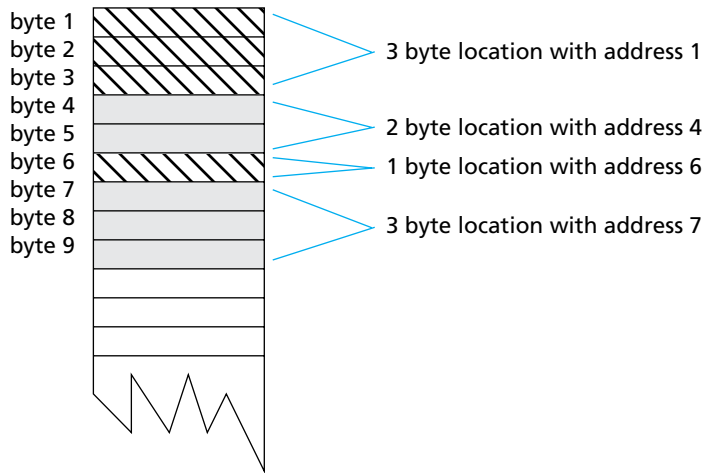 byte 1
byte 2
byte 3
byte 4
byte 5
byte 6
byte 7
byte 8
byte 9
3 byte location with address 1
2 byte location with address 4
1 byte location with address 6
3 byte location with address 7